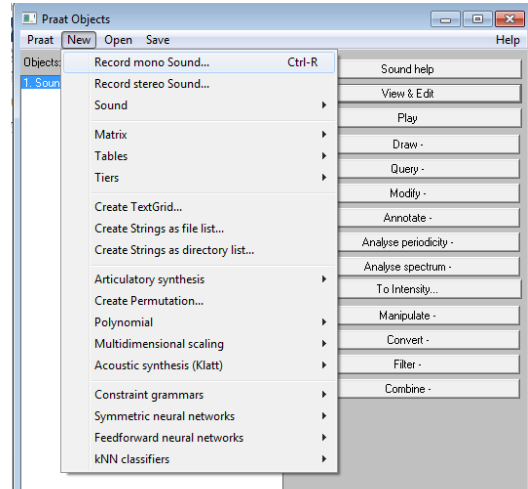 Praat Objects
Praat New Open Save Help
Objects:
1. Soun
Record mono Sound... Ctrl-R
Record stereo Sound...
Sound
Matrix
Tables
Tiers
Create TextGrid...
Create Strings as file list...
Create Strings as directory list...
Articulatory synthesis
Create Permutation...
Polynomial
Multidimensional scaling
Acoustic synthesis (Klatt)
Constraint grammars
Symmetric neural networks
Feedforward neural networks
kNN classifiers
Sound help
View & Edit
Play
Draw -
Query -
Modify -
Annotate -
Analyse periodicity -
Analyse spectrum -
To Intensity...
Manipulate -
Convert -
Filter -
Combine -